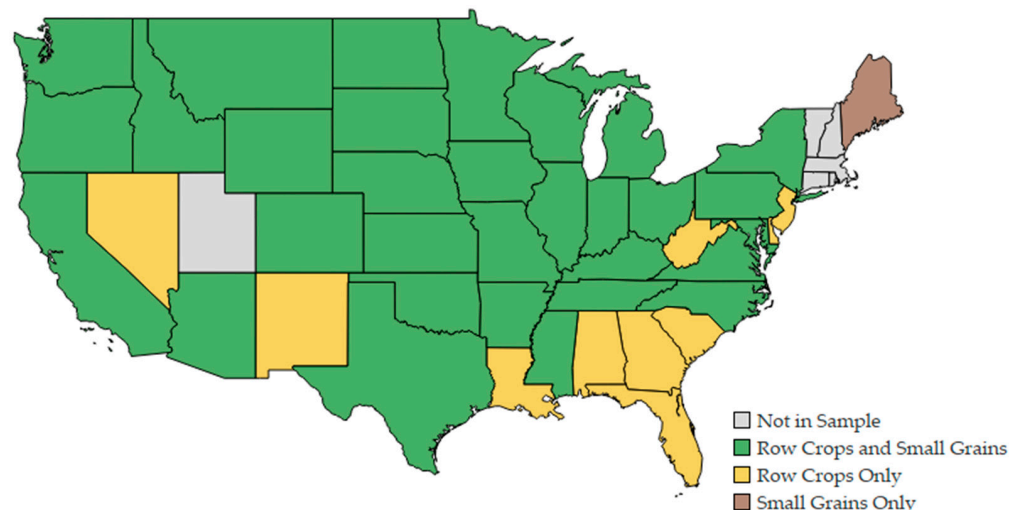 Not in Sample
Row Crops and Small Grains
Row Crops Only
Small Grains Only